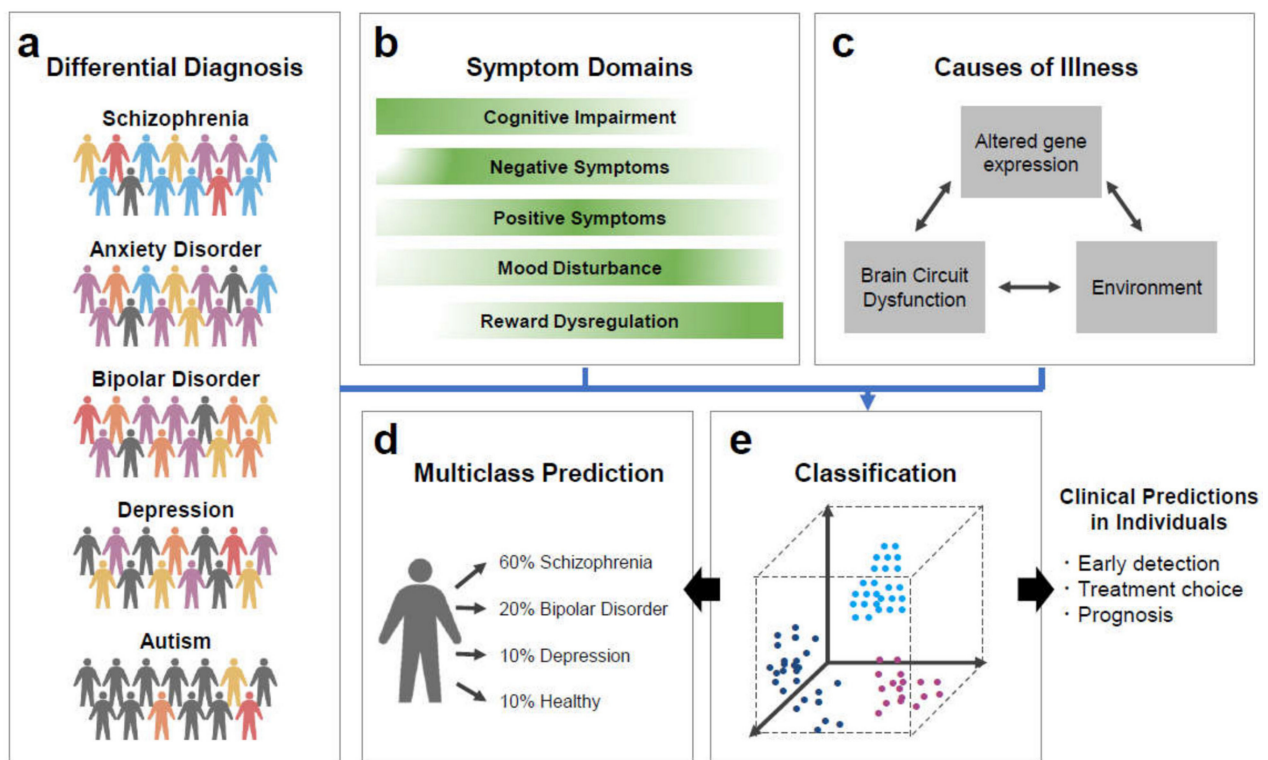 a
Differential Diagnosis
Schizophrenia
Anxiety Disorder
Bipolar Disorder
Depression
Autism
b
Symptom Domains
Cognitive Impairment
Negative Symptoms
Positive Symptoms
Mood Disturbance
Reward Dysregulation
c
Causes of Illness
Altered gene
expression
Brain Circuit
Dysfunction
Environment
d
Multiclass Prediction
60% Schizophrenia
20% Bipolar Disorder
10% Depression
10% Healthy
e
Classification
Clinical Predictions
in Individuals
・Early detection
・Treatment choice
・Prognosis